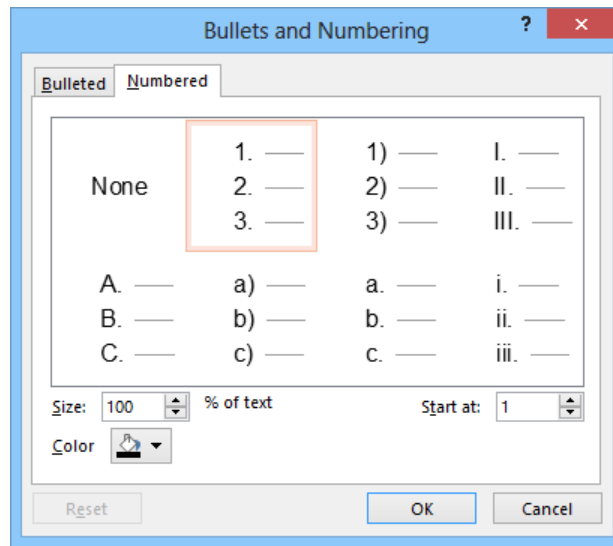 Bullets and Numbering ? ×
Bulleted Numbered
None
1.
2.
3.
1)
2)
3)
I.
II.
III.
A.
B.
C.
a)
b)
c)
a.
b.
c.
i.
ii.
iii.
Size: 100 % of text Start at: 1
Color
Reset OK Cancel